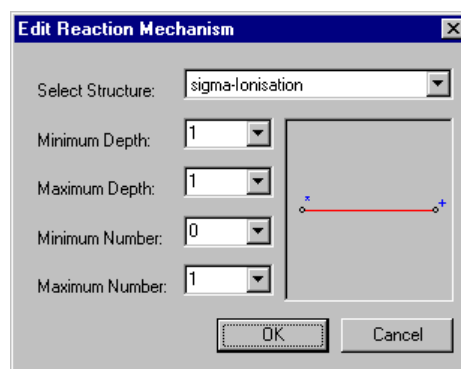 Edit Reaction Mechanism
Select Structure: sigma-Ionisation
Minimum Depth: 1
Maximum Depth: 1
Minimum Number: 0
Maximum Number: 1
* +
OK Cancel